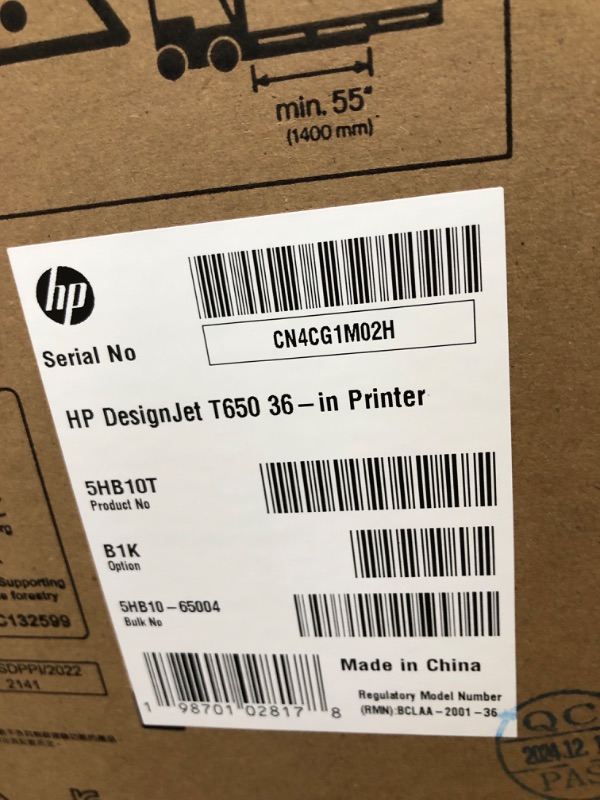 min. 55"
(1400 mm)
hp
CN4CG1M02H
Serial No
HP DesignJet T650 36-in Printer
5HB10T
Product No
B1K
Option
5HB10-65004
Bulk No
Supporting
forestry
C132599
SDPPI/2022
2141
Made in China
Regulatory Model Number
(RMN):BCLAA-2001-36
1 98701 02817 8
QC
2024.12.
PAS